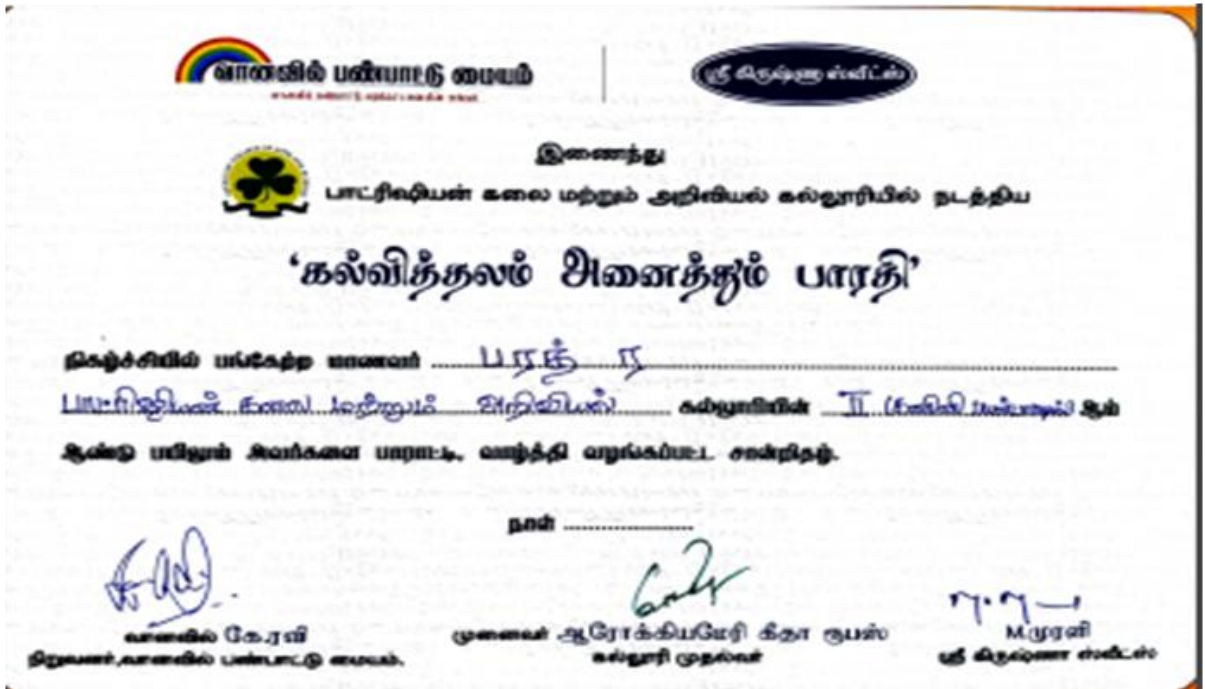 வானவில் பண்பாட்டு மையம்
ஸ்ரீ கிருஷ்ணா ஸ்வீட்ஸ்
இணைந்து
பாட்ரிஷியன் கலை மற்றும் அறிவியல் கல்லூரியில் நடத்திய
‘கல்வித்தலம் அனைத்தும் பாரதி’
நிகழ்ச்சியில் பங்கேற்ற மாணவர் பரத் ர
பாட்ரிஷியன் கலை மற்றும் அறிவியல் கல்லூரியின் II ஆம்
ஆண்டு பயிலும் அவர்களை பாராட்டி, வாழ்த்தி வழங்கப்பட்ட சான்றிதழ்.
நாள்
வானவில் கே.ரவி
நிறுவனர்,வானவில் பண்பாட்டு மையம்.
முனைவர் ஆரோக்கியமேரி கீதா ரூபஸ்
கல்லூரி முதல்வர்
M.முரளி
ஸ்ரீ கிருஷ்ணா ஸ்வீட்ஸ்